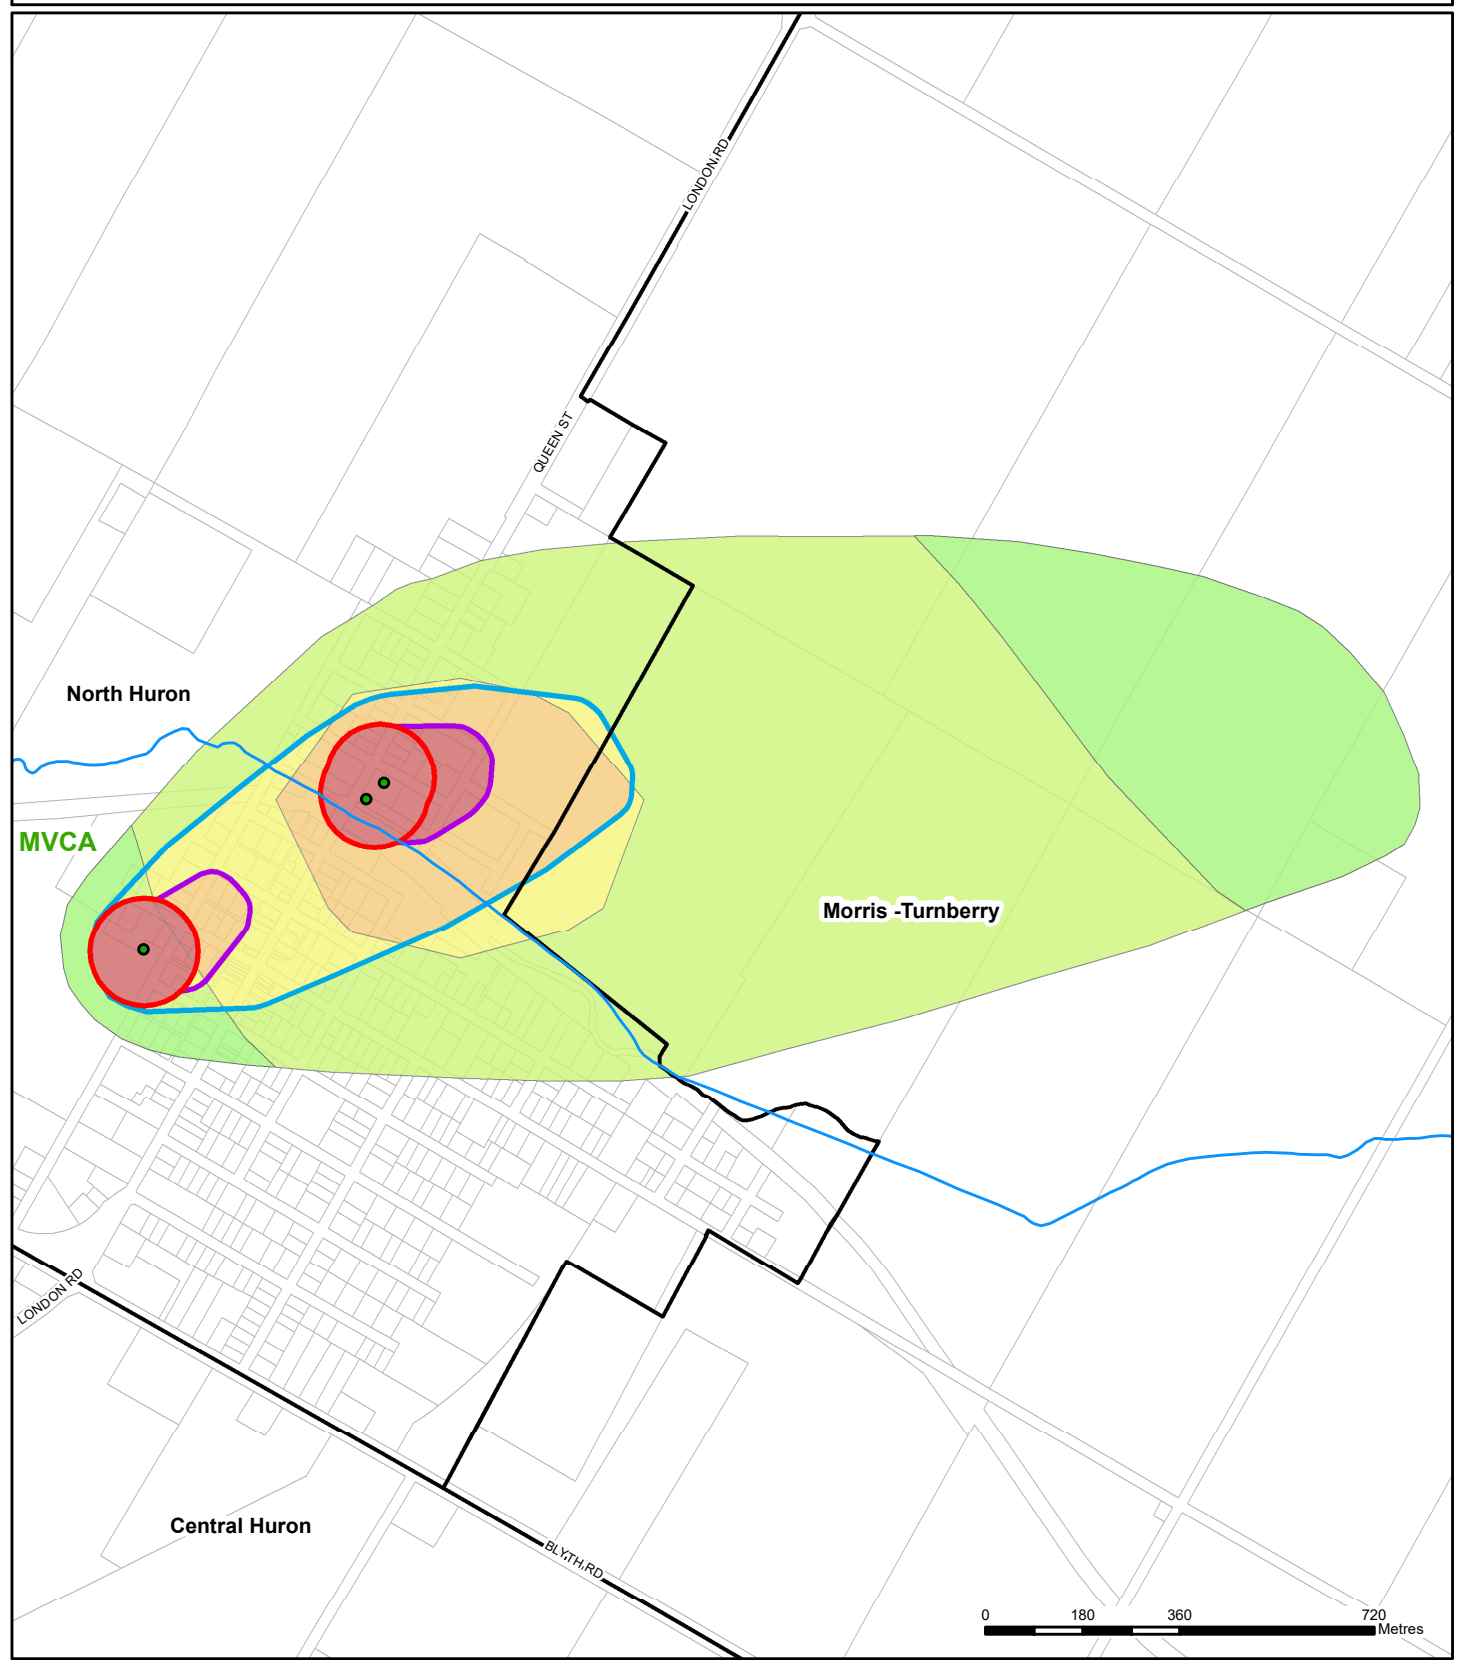 LONDON RD
QUEEN ST
North Huron
MVCA
Morris -Turnberry
LONDON RD
Central Huron
BLYTH RD
0 180 360 720
Metres